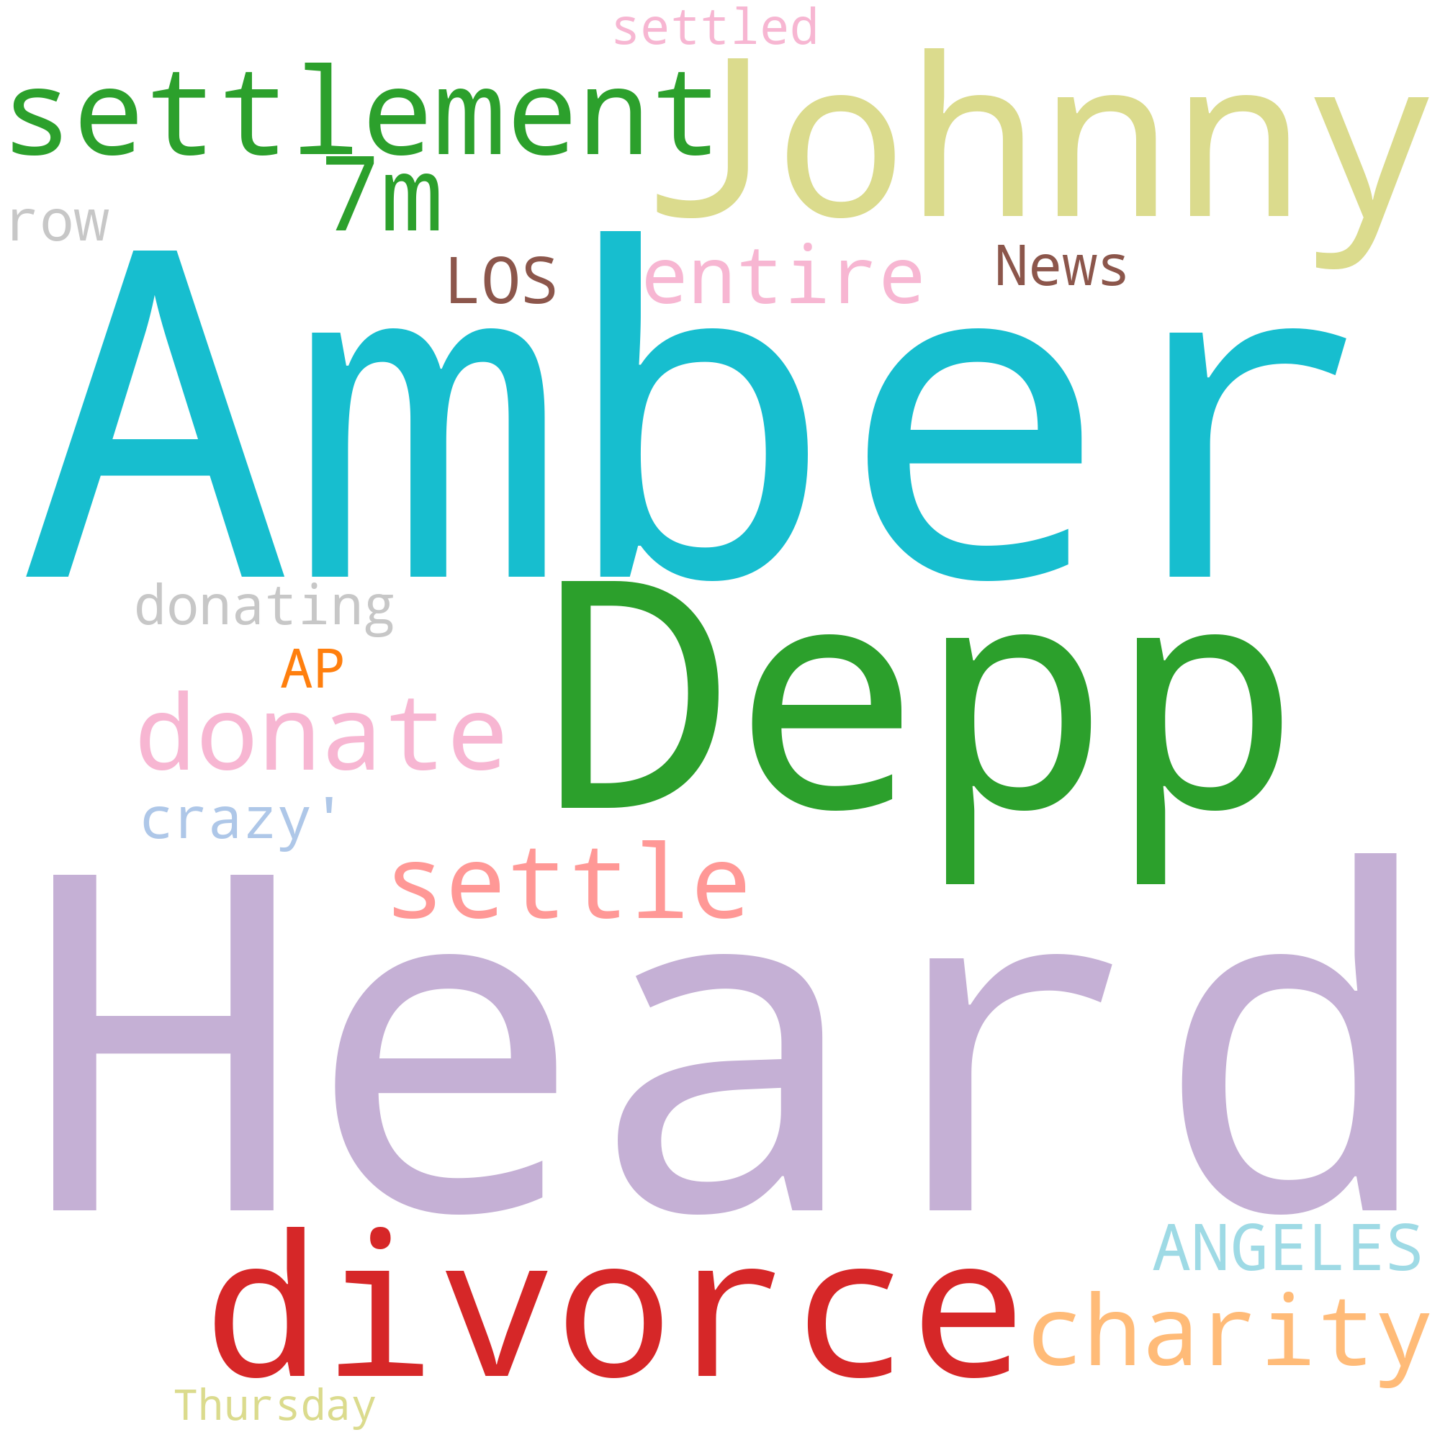 settled
settlement
Johnny
7m
row
LOS
entire
News
Amber
donating
AP
Depp
donate
crazy'
settle
Heard
divorce
ANGELES
charity
Thursday